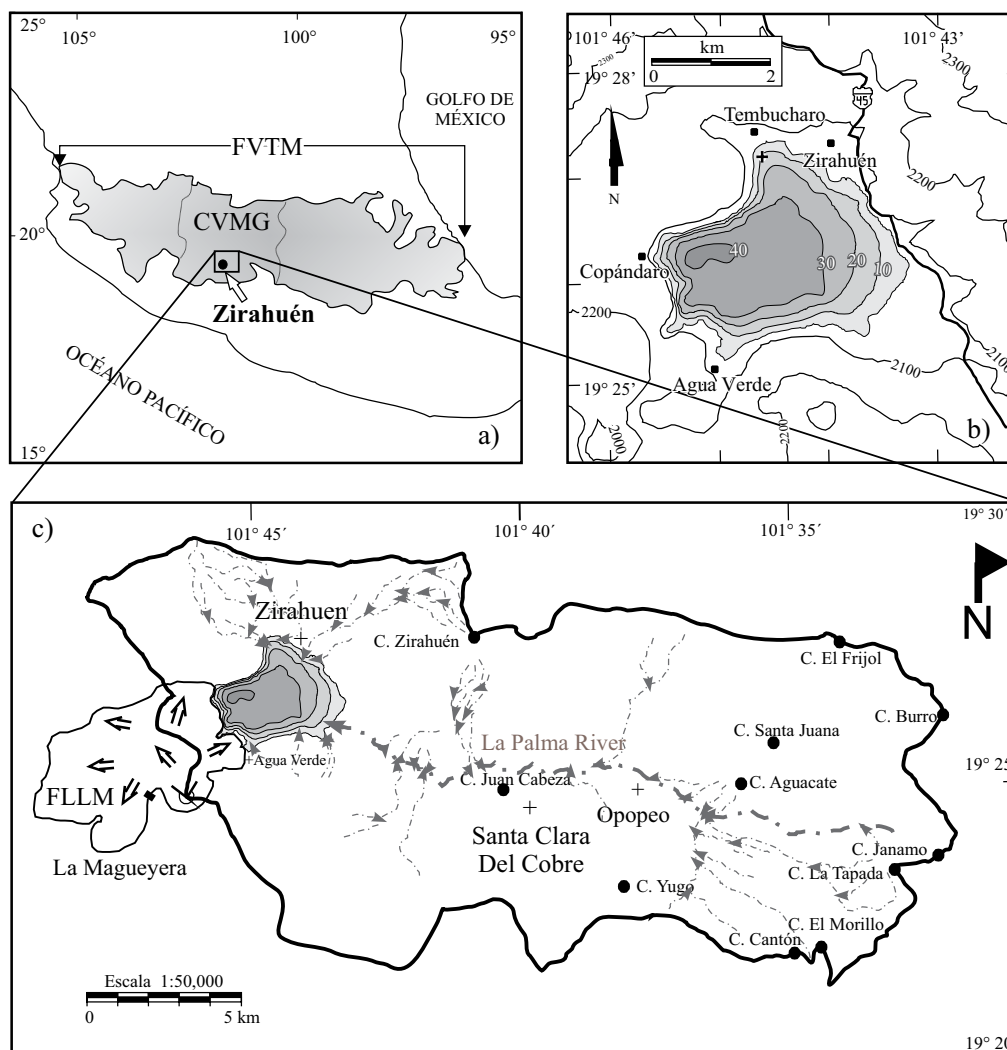 25°
105°
100°
95°
GOLFO DE
MÉXICO
FVTM
CVMG
20°
Zirahuén
OCÉANO PACÍFICO
a)
15°
101° 46’
101° 43’
km
0 2
19° 28’
2300
2300
45
Tembucharo
Zirahuén
N
2200
40
30
20
10
Copándaro
2200
2100
2100
Agua Verde
19° 25’
2000
2200
b)
c)
101° 45´
101° 40´
101° 35´
19° 30’
N
Zirahuen
C. Zirahuén
C. El Frijol
C. Burro
C. Santa Juana
La Palma River
Agua Verde
19° 25
C. Juan Cabeza
C. Aguacate
FLLM
Opopeo
Santa Clara
Del Cobre
La Magueyera
C. Janamo
C. La Tapada
C. Yugo
C. El Morillo
C. Cantón
Escala 1:50,000
0 5 km
19° 20